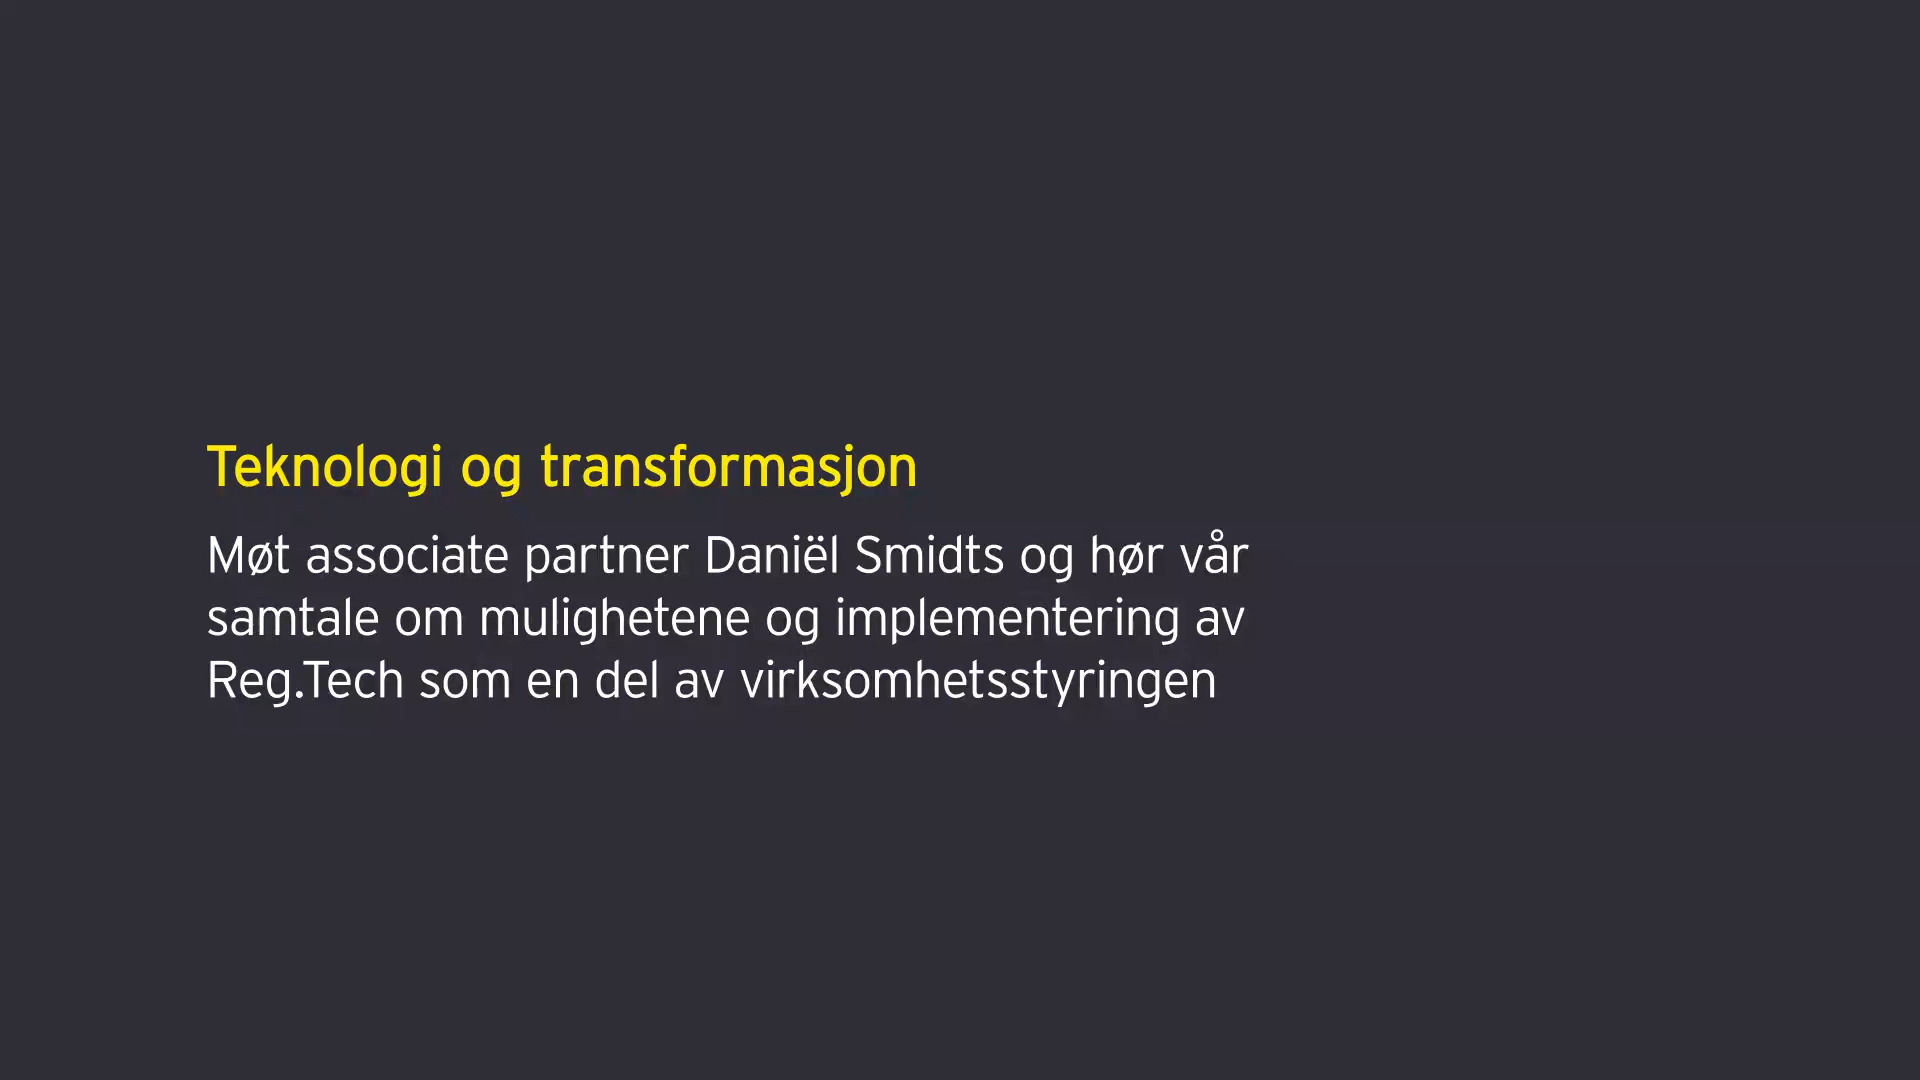 Teknologi og transformasjon
Møt associate partner Daniël Smidts og hør vår
samtale om mulighetene og implementering av
Reg.Tech som en del av virksomhetsstyringen